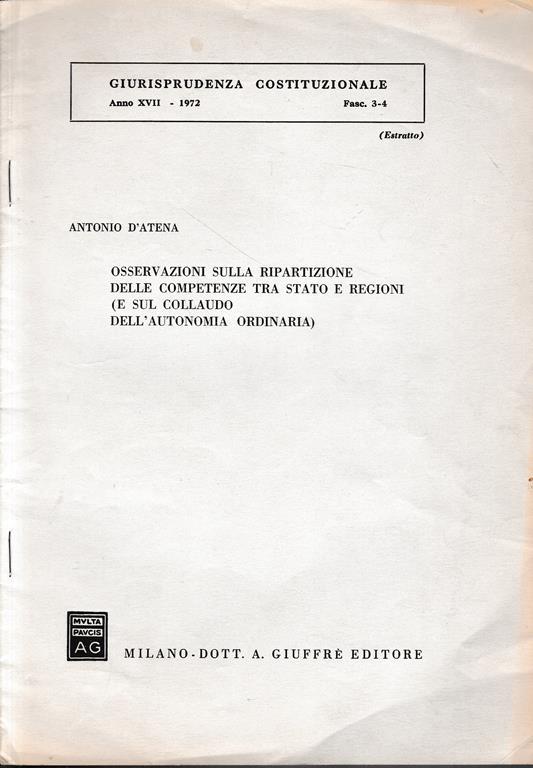 GIURISPRUDENZA COSTITUZIONALE
Anno XVII - 1972 Fasc. 3-4
(Estratto)
ANTONIO D'ATENA
OSSERVAZIONI SULLA RIPARTIZIONE
DELLE COMPETENZE TRA STATO E REGIONI
(E SUL COLLAUDO
DELL'AUTONOMIA ORDINARIA)
MVLTA
PAVCIS
AG
MILANO - DOTT. A. GIUFFRÈ EDITORE